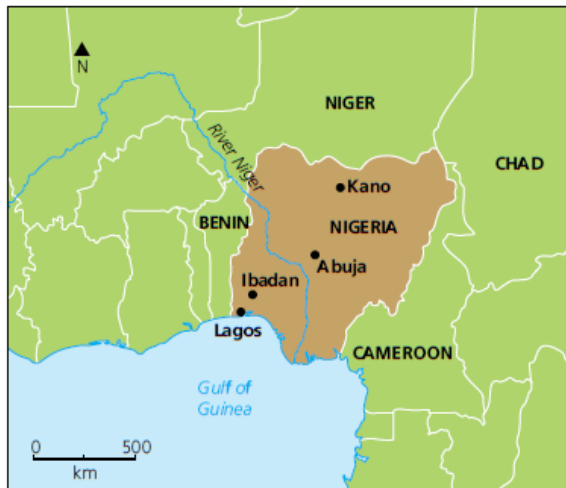 N
NIGER
River Niger
CHAD
Kano
BENIN
NIGERIA
Abuja
Ibadan
Lagos
CAMEROON
Gulf of
Guinea
0 500
km